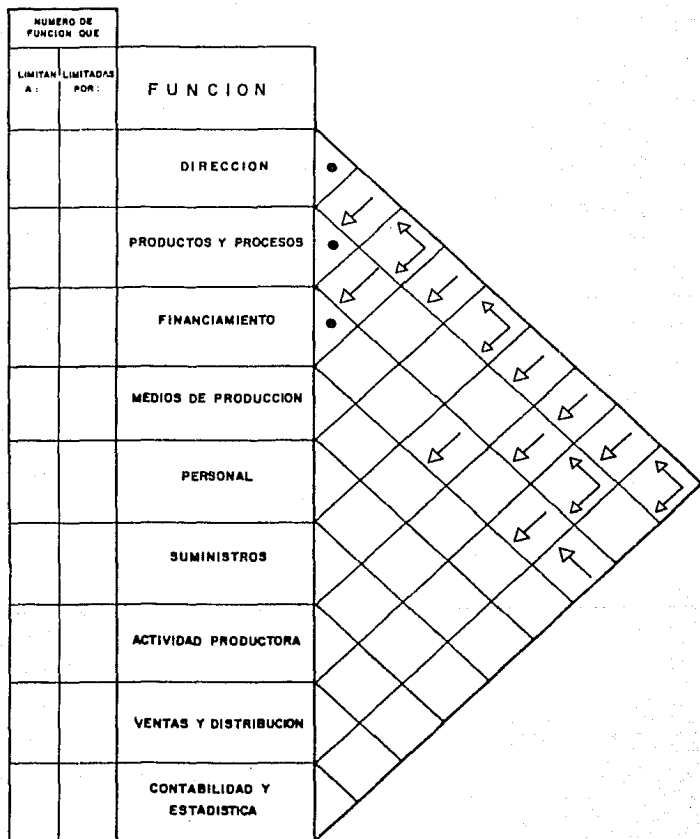 NUMERO DE
FUNCION QUE
LIMITAN
A :
LIMITADAS
POR :
FUNCION
DIRECCION
PRODUCTOS Y PROCESOS
FINANCIAMIENTO
MEDIOS DE PRODUCCION
PERSONAL
SUMINISTROS
ACTIVIDAD PRODUCTORA
VENTAS Y DISTRIBUCION
CONTABILIDAD Y
ESTADISTICA